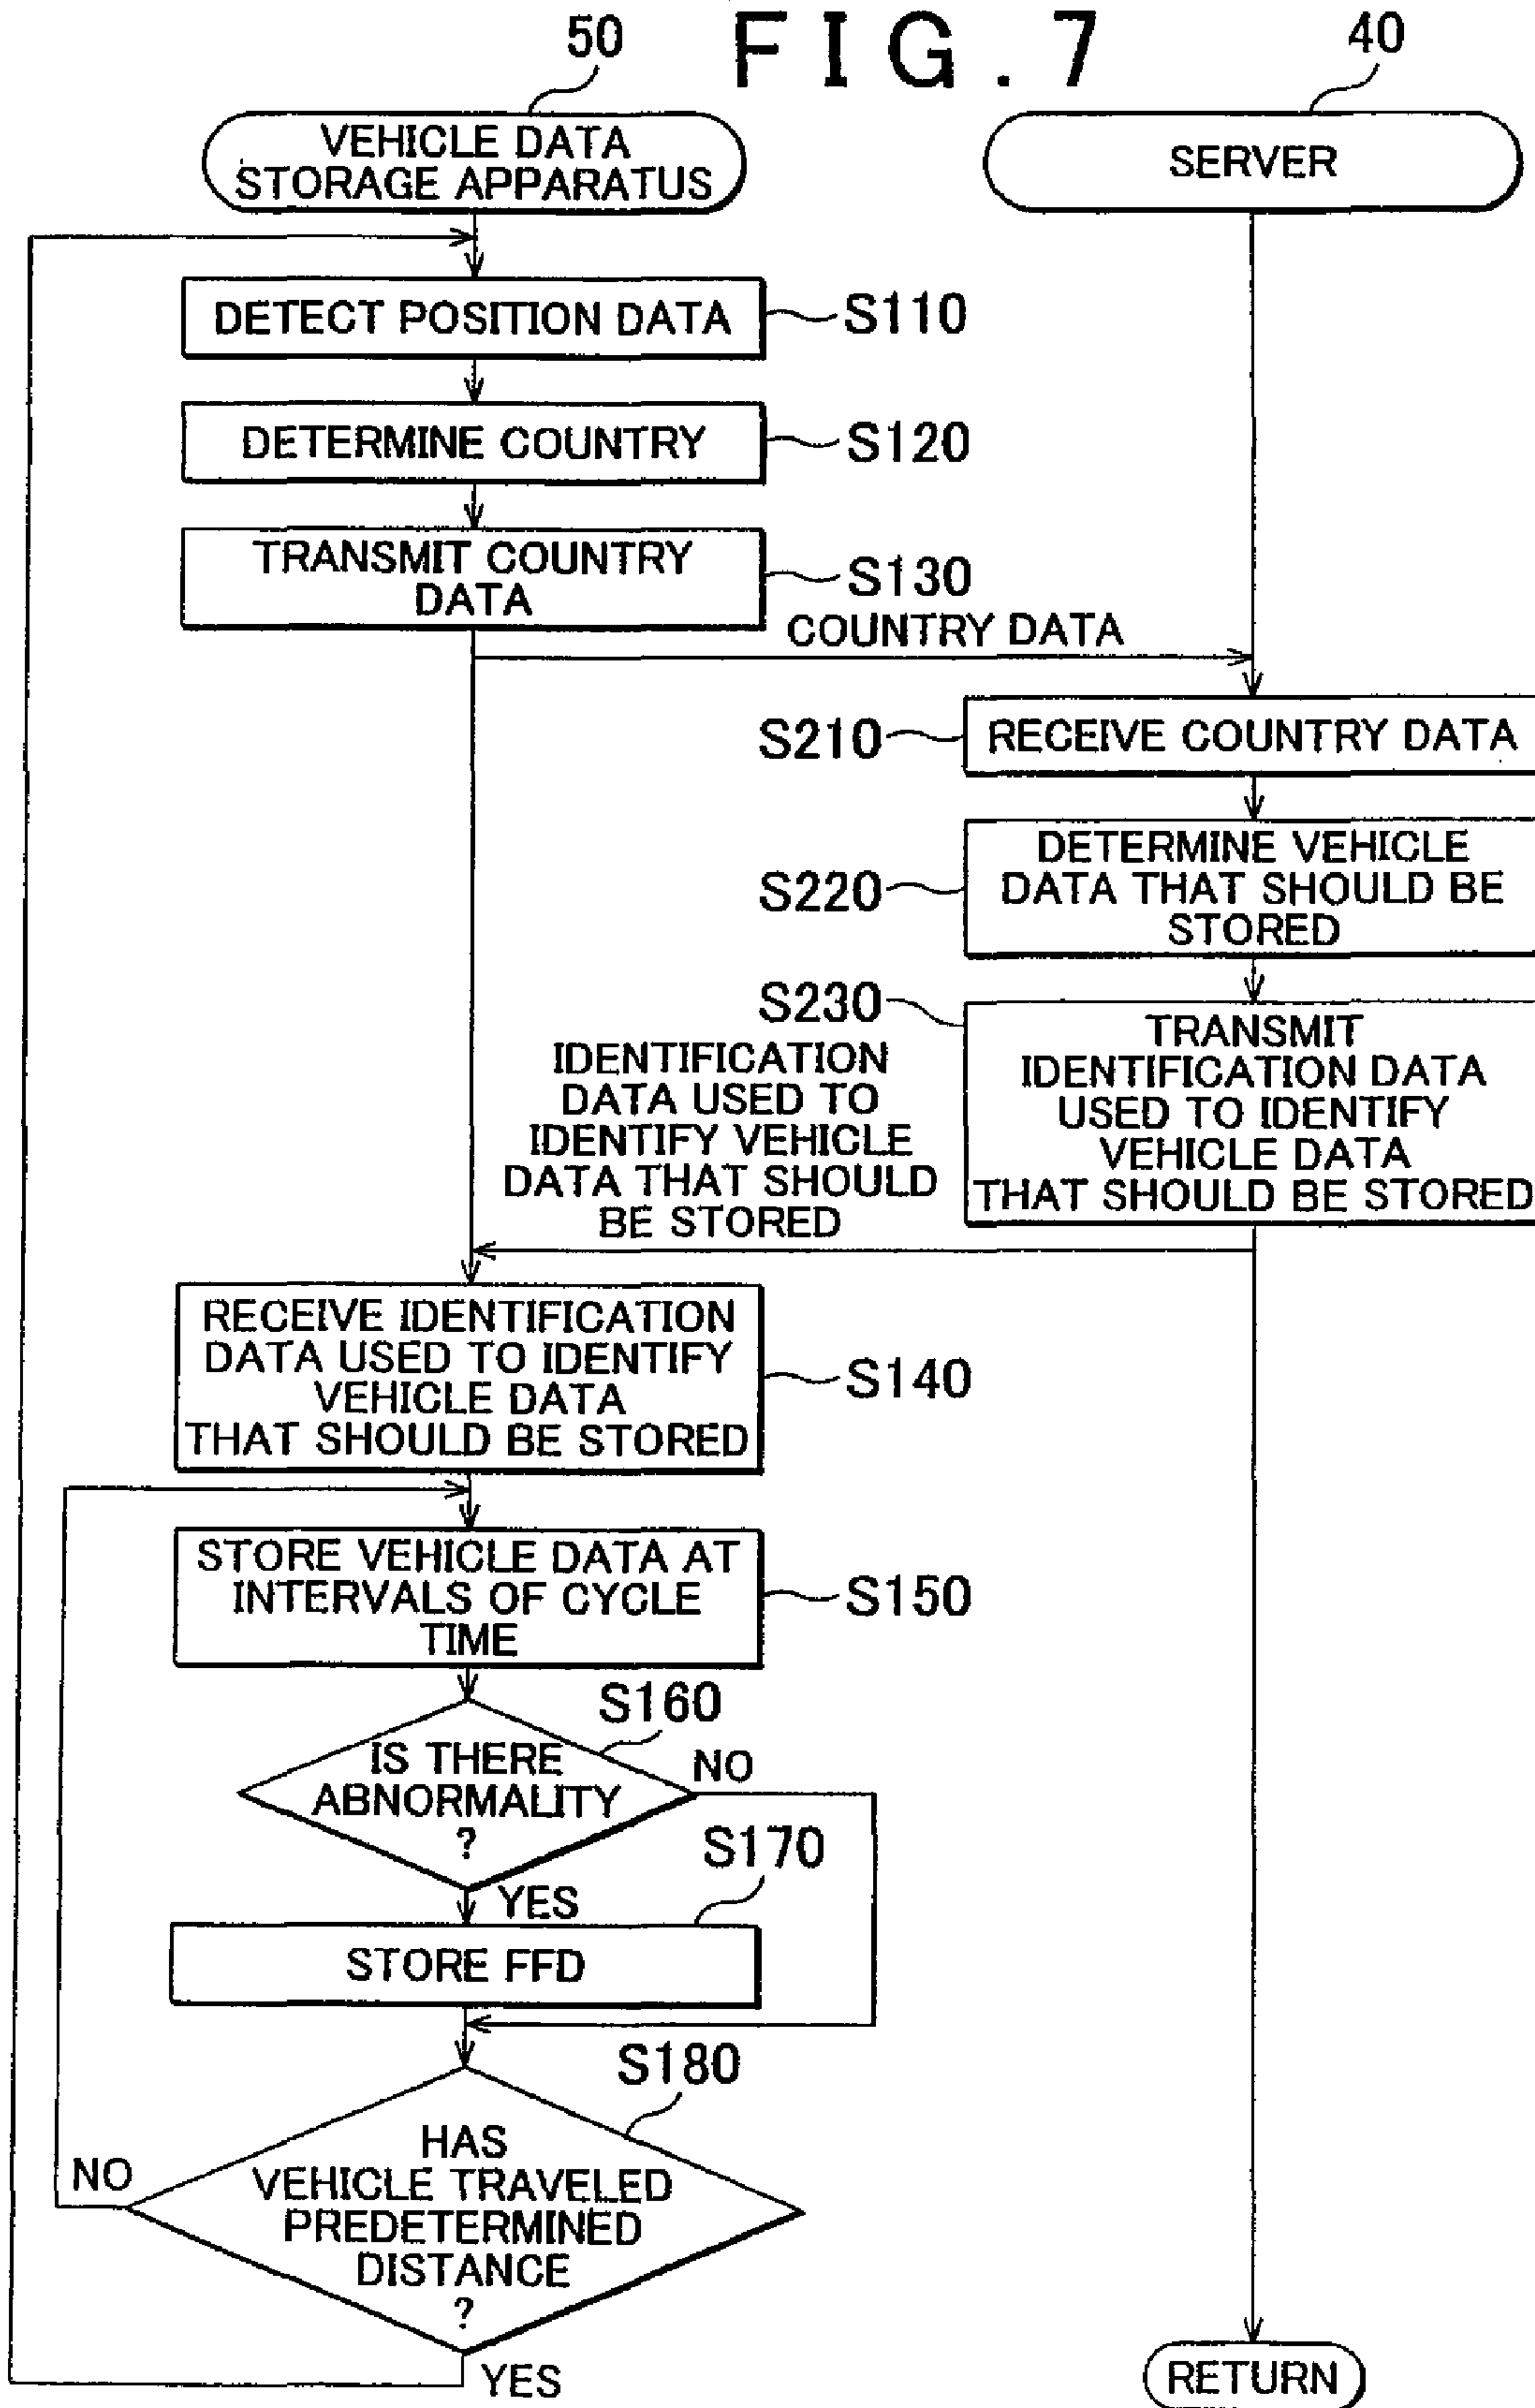 FIG. 7
50
40
VEHICLE DATA
STORAGE APPARATUS
SERVER
DETECT POSITION DATA
S110
DETERMINE COUNTRY
S120
TRANSMIT COUNTRY
DATA
S130
COUNTRY DATA
S210
RECEIVE COUNTRY DATA
S220
DETERMINE VEHICLE
DATA THAT SHOULD BE
STORED
S230
TRANSMIT
IDENTIFICATION DATA
USED TO IDENTIFY
VEHICLE DATA
THAT SHOULD BE STORED
IDENTIFICATION
DATA USED TO
IDENTIFY VEHICLE
DATA THAT SHOULD
BE STORED
RECEIVE IDENTIFICATION
DATA USED TO IDENTIFY
VEHICLE DATA
THAT SHOULD BE STORED
S140
STORE VEHICLE DATA AT
INTERVALS OF CYCLE
TIME
S150
S160
IS THERE
ABNORMALITY
?
NO
YES
S170
STORE FFD
S180
HAS
VEHICLE TRAVELED
PREDETERMINED
DISTANCE
?
NO
YES
RETURN